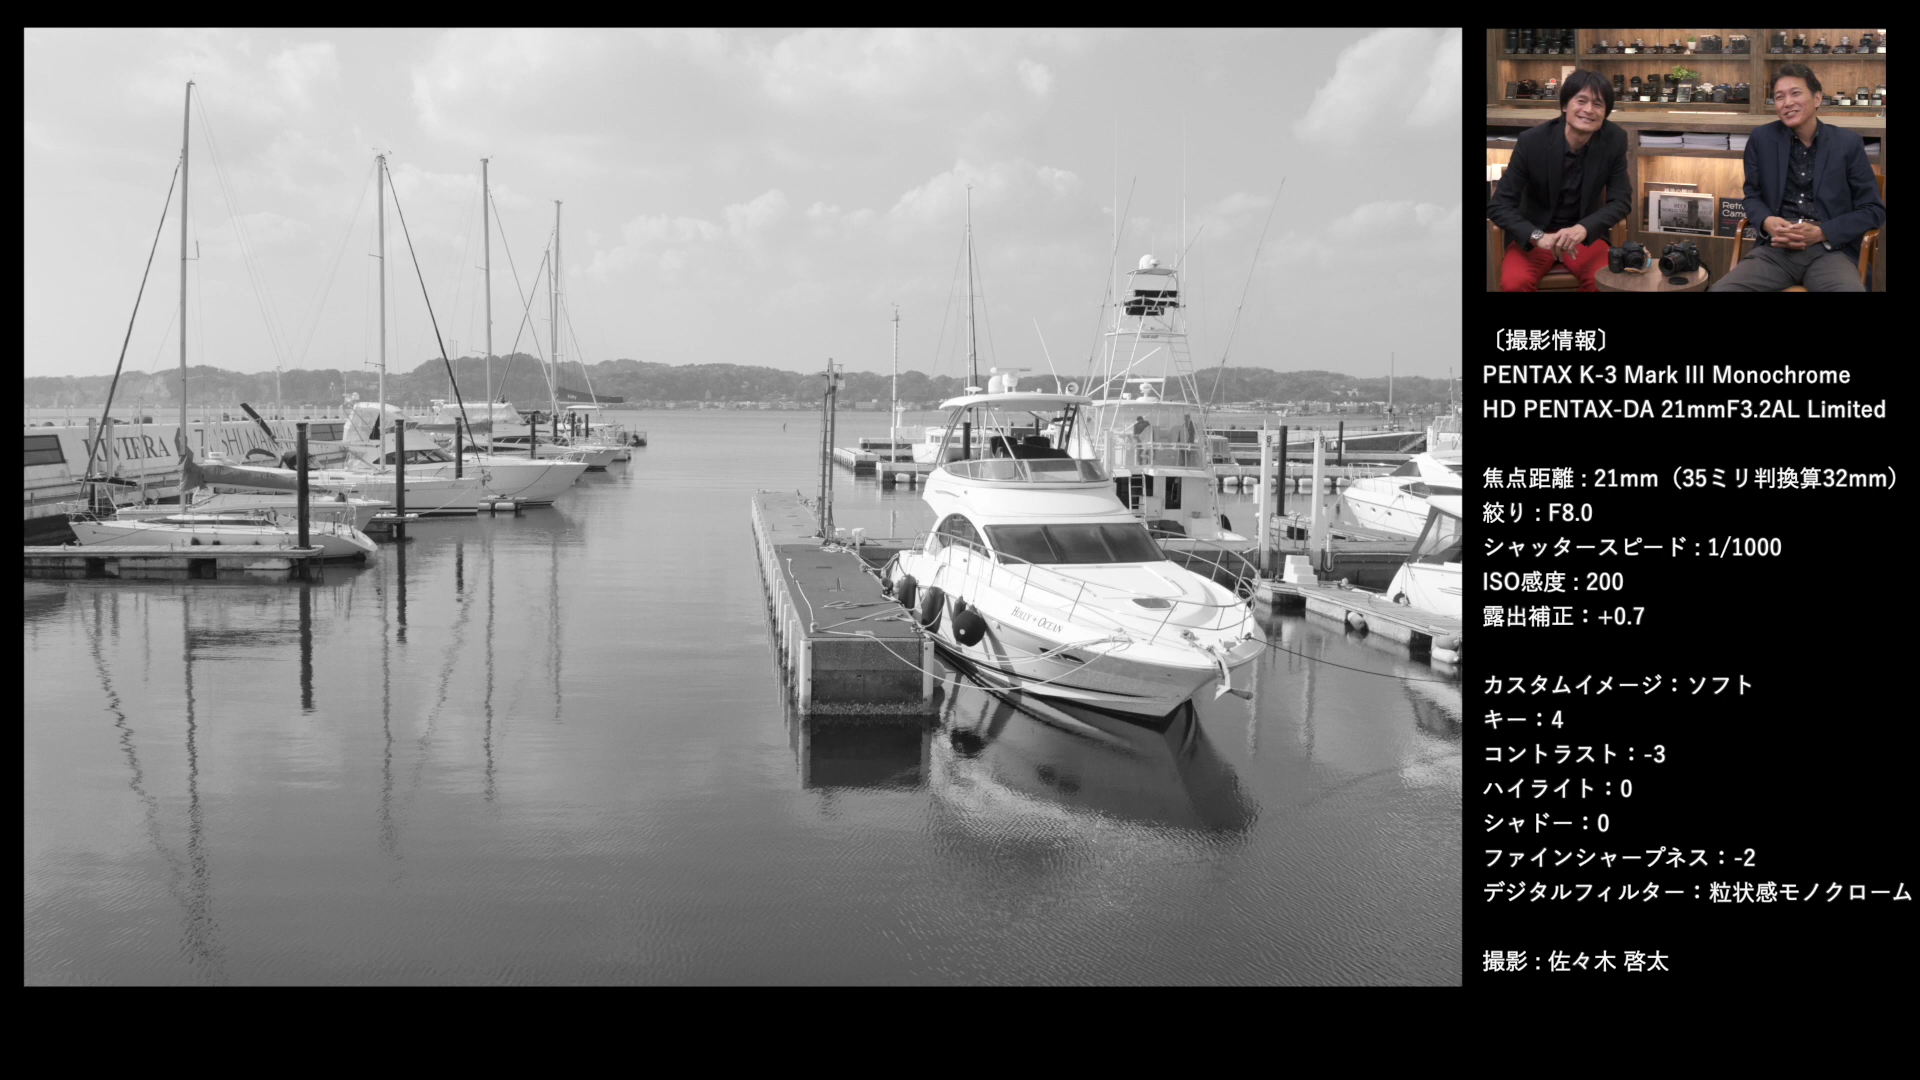 RIVIERA
HOLLY OCEAN
Retro
Came
〔撮影情報〕
PENTAX K-3 Mark III Monochrome
HD PENTAX-DA 21mmF3.2AL Limited
焦点距離 : 21mm（35ミリ判換算32mm）
絞り : F8.0
シャッタースピード : 1/1000
ISO感度 : 200
露出補正：+0.7
カスタムイメージ：ソフト
キー：4
コントラスト：-3
ハイライト：0
シャドー：0
ファインシャープネス：-2
デジタルフィルター：粒状感モノクローム
撮影 : 佐々木 啓太